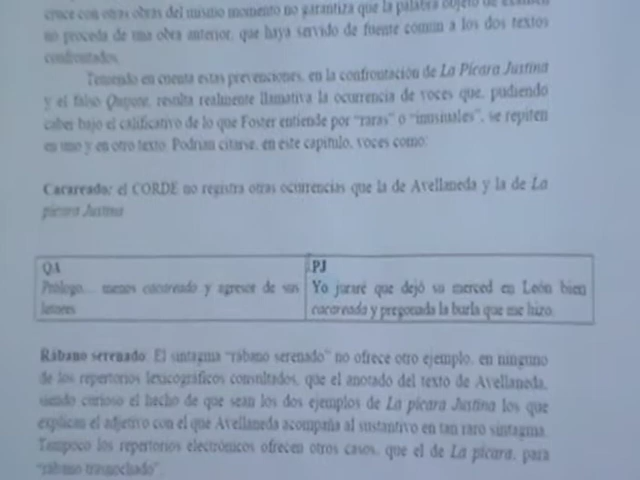 cruce con otras obras del mismo momento no garantiza que la palabra objeto de examen
no proceda de una obra anterior, que haya servido de fuente común a los dos textos
confrontados.
Teniendo en cuenta estas prevenciones, en la confrontación de La Pícara Justina
y el falso Quijote, resulta realmente llamativa la ocurrencia de voces que, pudiendo
caber bajo el calificativo de lo que Foster entiende por "raras" o "inusuales", se repiten
en uno y en otro texto. Podrían citarse, en este capítulo, voces como:
Cacareado: el CORDE no registra otras ocurrencias que la de Avellaneda y la de La
pícara Justina
QA
Prólogo... menos cacareado y agresor de sus
letores
PJ
Yo juraré que dejó su merced en León bien
cacareada y pregonada la burla que me hizo.
Rábano serenado: El sintagma "rábano serenado" no ofrece otro ejemplo, en ninguno
de los repertorios lexicográficos consultados, que el anotado del texto de Avellaneda,
siendo curioso el hecho de que sean los dos ejemplos de La pícara Justina los que
explican el adjetivo con el que Avellaneda acompaña al sustantivo en tan raro sintagma.
Tampoco los repertorios electrónicos ofrecen otros casos, que el de La pícara, para
"rábano trasnochado".